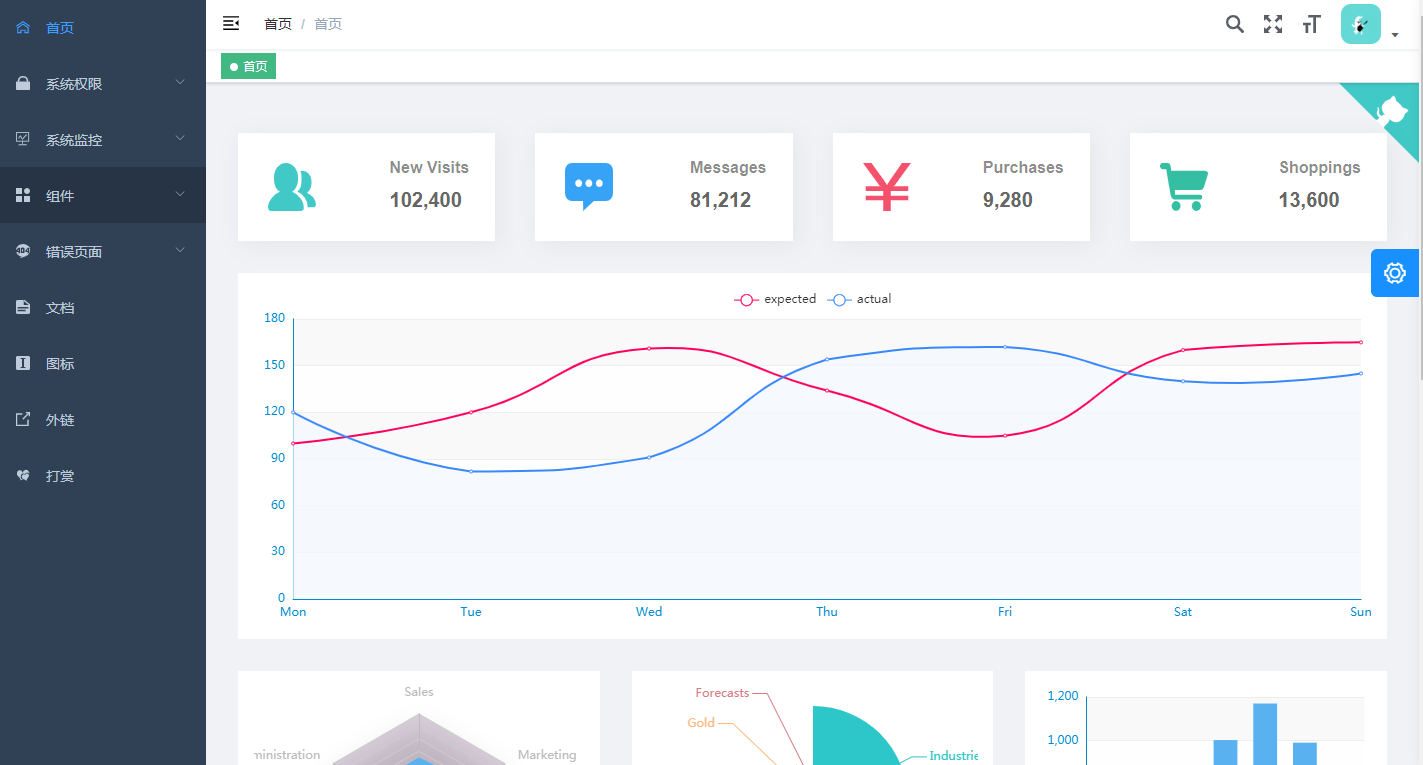 首页
系统权限
系统监控
组件
错误页面
文档
图标
外链
打赏
首页 / 首页
首页
New Visits
102,400
Messages
81,212
Purchases
9,280
Shoppings
13,600
expected actual
180
150
120
90
60
30
0
Mon Tue Wed Thu Fri Sat Sun
Sales
ministration
Marketing
Forecasts
Gold
Industrie
1,200
1,000